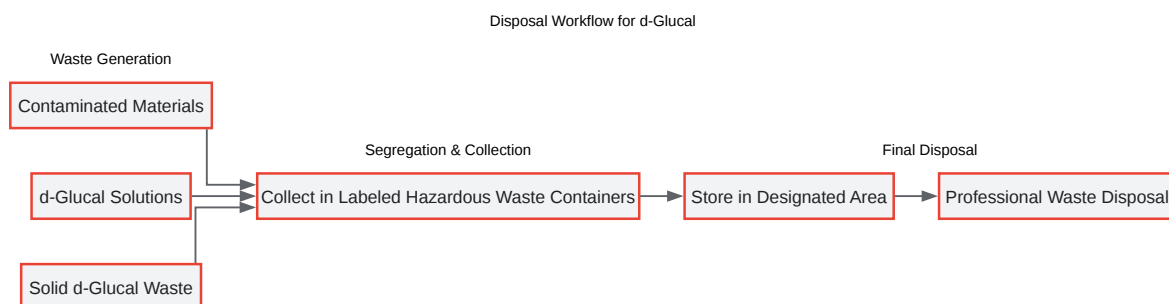 Disposal Workflow for d-Glucal
Waste Generation
Contaminated Materials
Segregation & Collection
Final Disposal
d-Glucal Solutions
Collect in Labeled Hazardous Waste Containers
Store in Designated Area
Professional Waste Disposal
Solid d-Glucal Waste